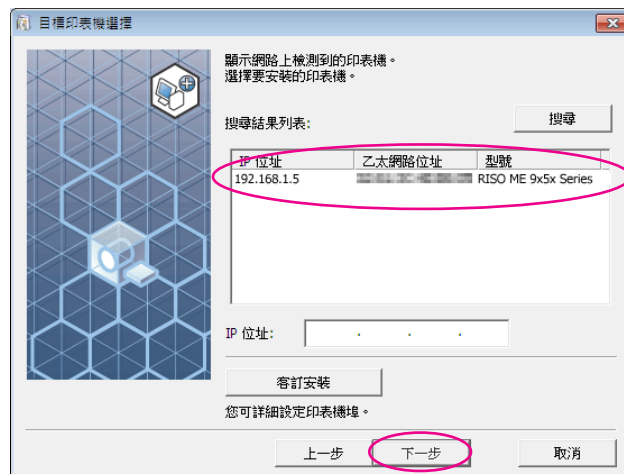 目標印表機選擇
顯示網路上檢測到的印表機。
選擇要安裝的印表機。
搜尋結果列表:
搜尋
IP 位址 乙太網路位址 型號
192.168.1.5 RISO ME 9x5x Series
IP 位址:
客訂安裝
您可詳細設定印表機埠。
上一步 下一步 取消